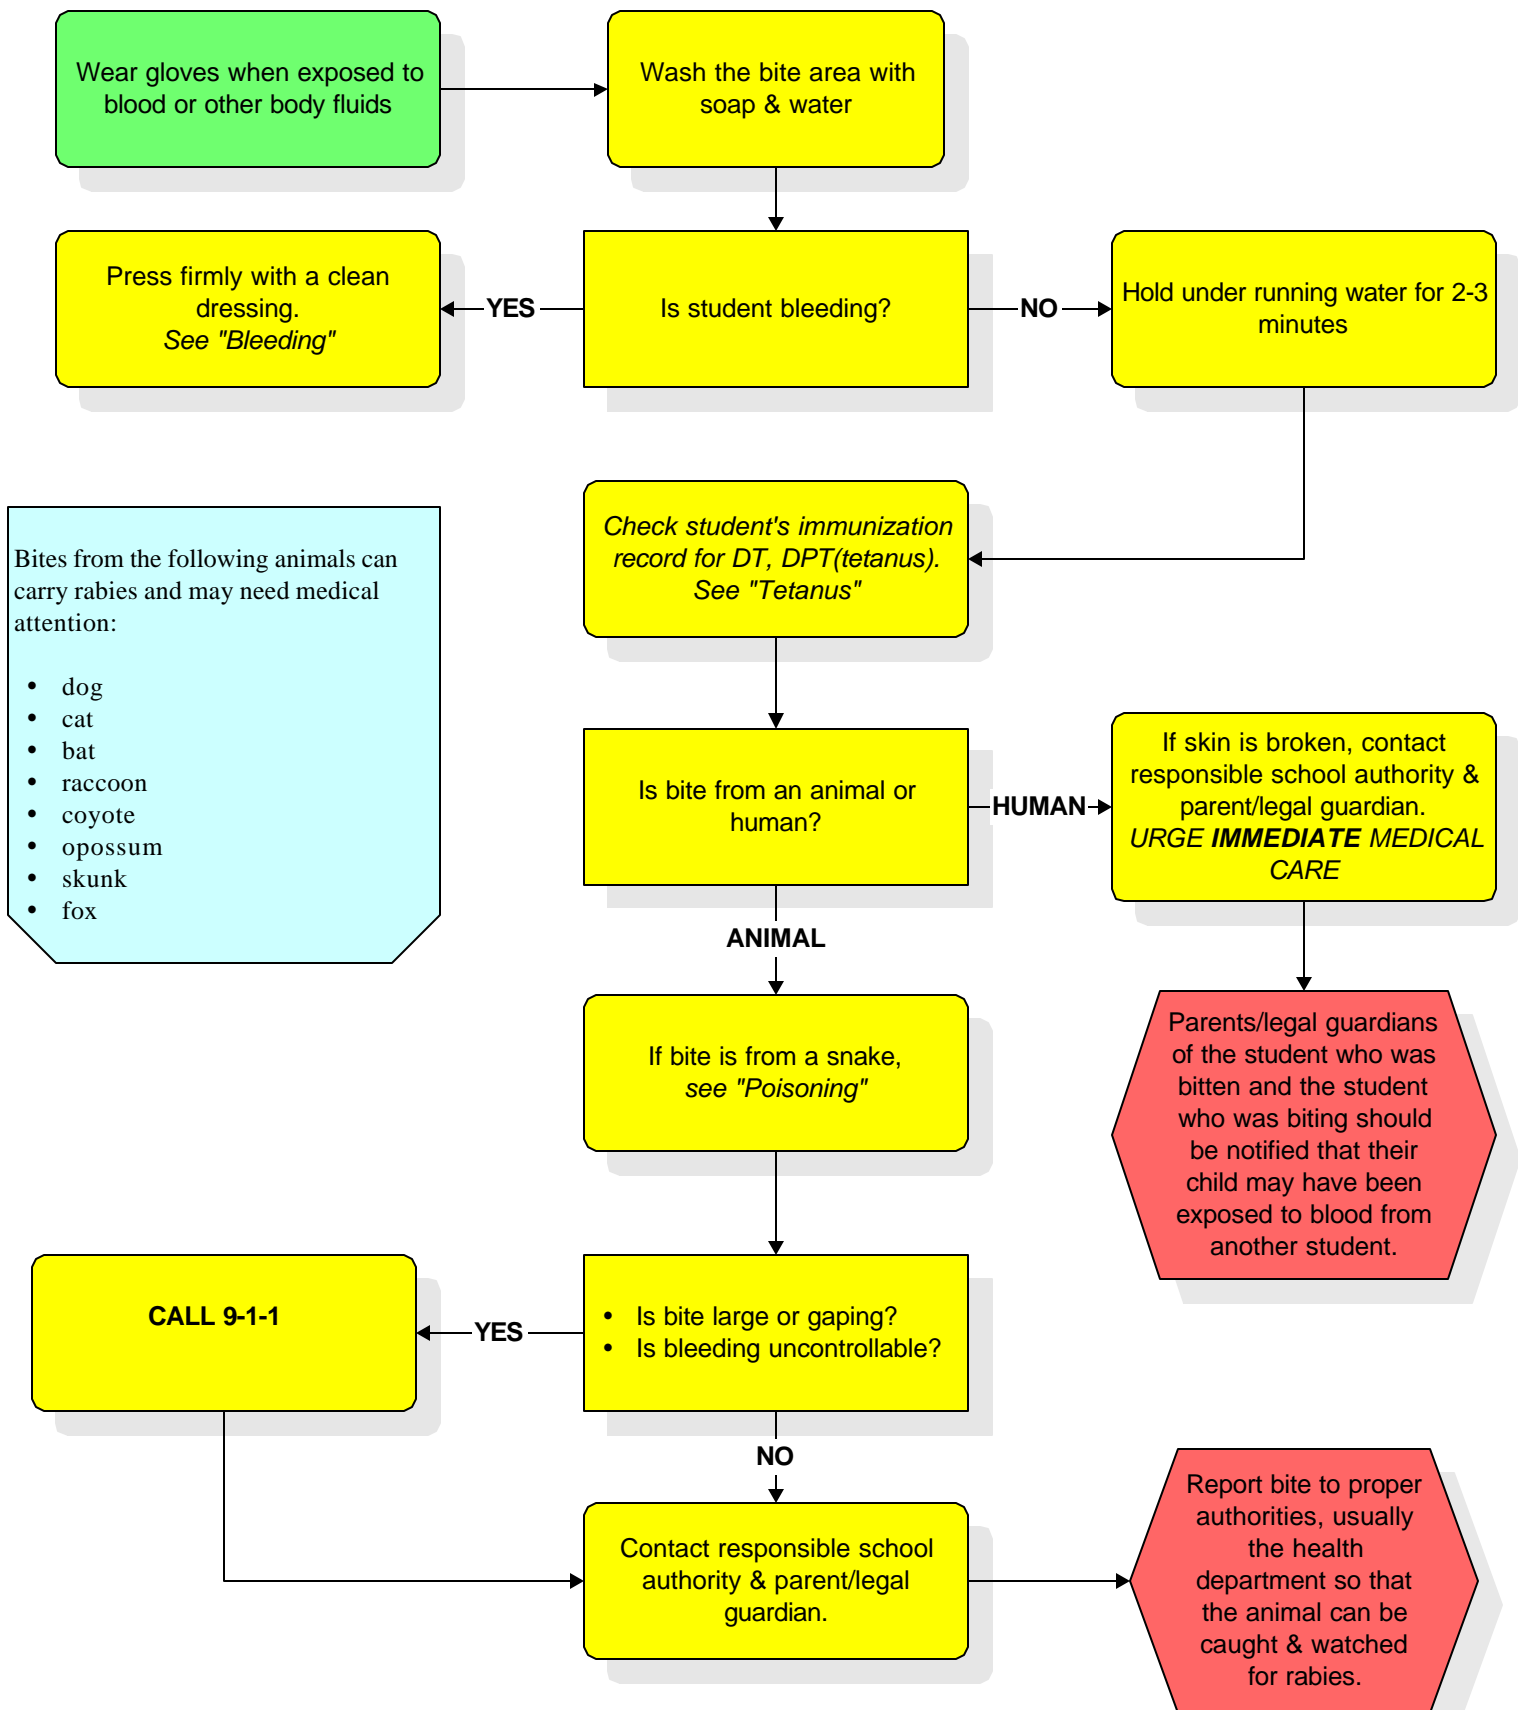 Wear gloves when exposed to
blood or other body fluids
Wash the bite area with
soap & water
Press firmly with a clean
dressing.
See "Bleeding"
YES
Is student bleeding?
NO
Hold under running water for 2-3
minutes
Check student's immunization
record for DT, DPT(tetanus).
See "Tetanus"
Bites from the following animals can
carry rabies and may need medical
attention:
• dog
• cat
• bat
• raccoon
• coyote
• opossum
• skunk
• fox
Is bite from an animal or
human?
HUMAN
If skin is broken, contact
responsible school authority &
parent/legal guardian.
URGE IMMEDIATE MEDICAL
CARE
ANIMAL
If bite is from a snake,
see "Poisoning"
Parents/legal guardians
of the student who was
bitten and the student
who was biting should
be notified that their
child may have been
exposed to blood from
another student.
CALL 9-1-1
YES
• Is bite large or gaping?
• Is bleeding uncontrollable?
NO
Contact responsible school
authority & parent/legal
guardian.
Report bite to proper
authorities, usually
the health
department so that
the animal can be
caught & watched
for rabies.